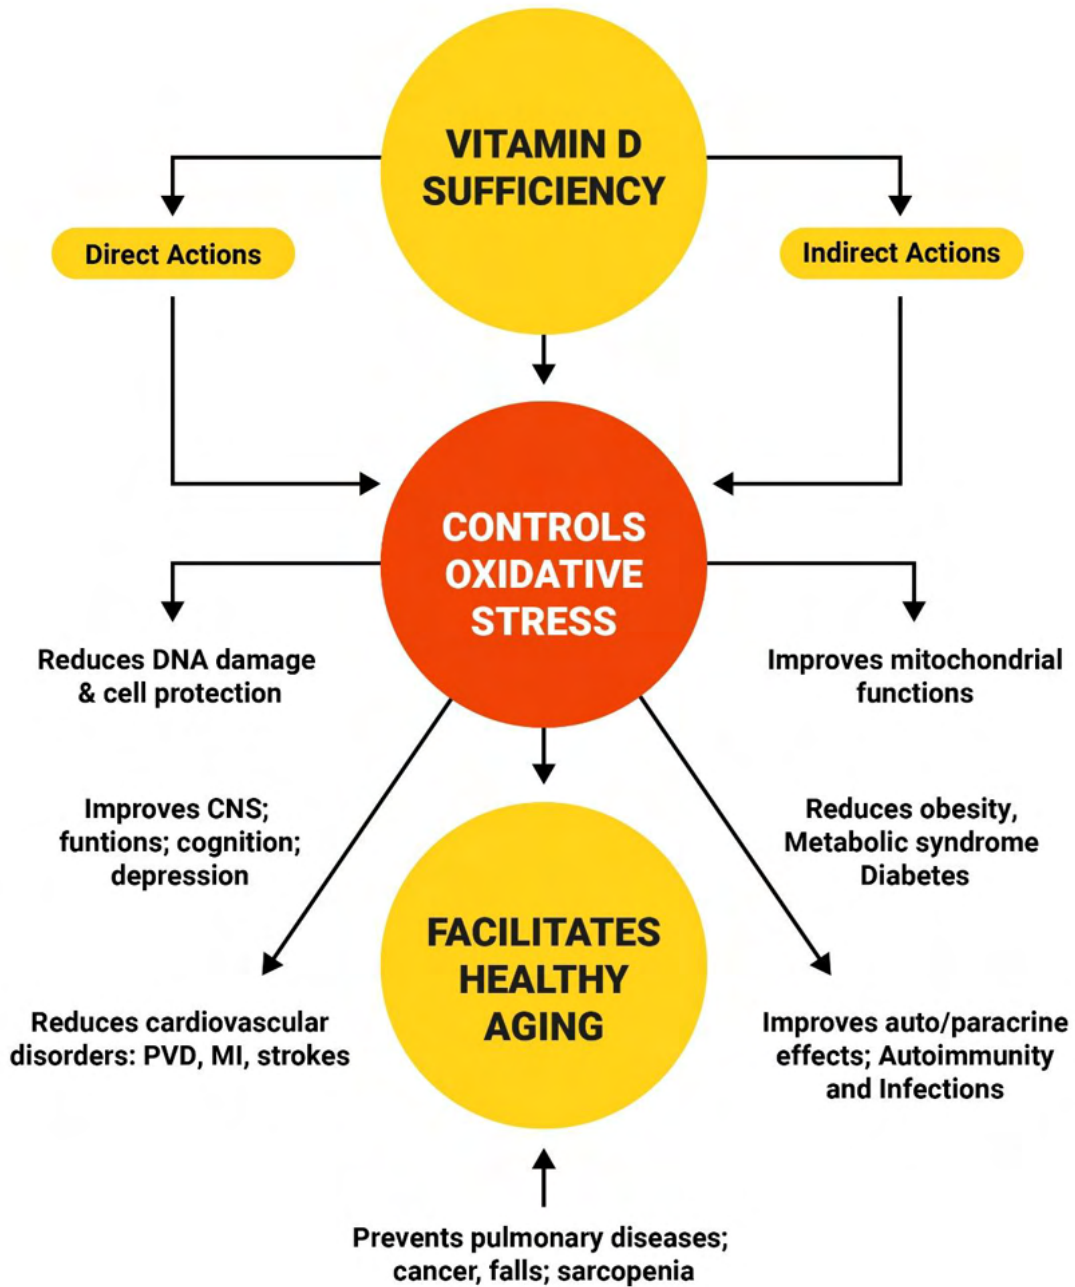 VITAMIN D
SUFFICIENCY
Direct Actions
Indirect Actions
CONTROLS
OXIDATIVE
STRESS
Reduces DNA damage
& cell protection
Improves mitochondrial
functions
Improves CNS;
funtions; cognition;
depression
Reduces obesity,
Metabolic syndrome
Diabetes
FACILITATES
HEALTHY
AGING
Reduces cardiovascular
disorders: PVD, MI, strokes
Improves auto/paracrine
effects; Autoimmunity
and Infections
Prevents pulmonary diseases;
cancer, falls; sarcopenia